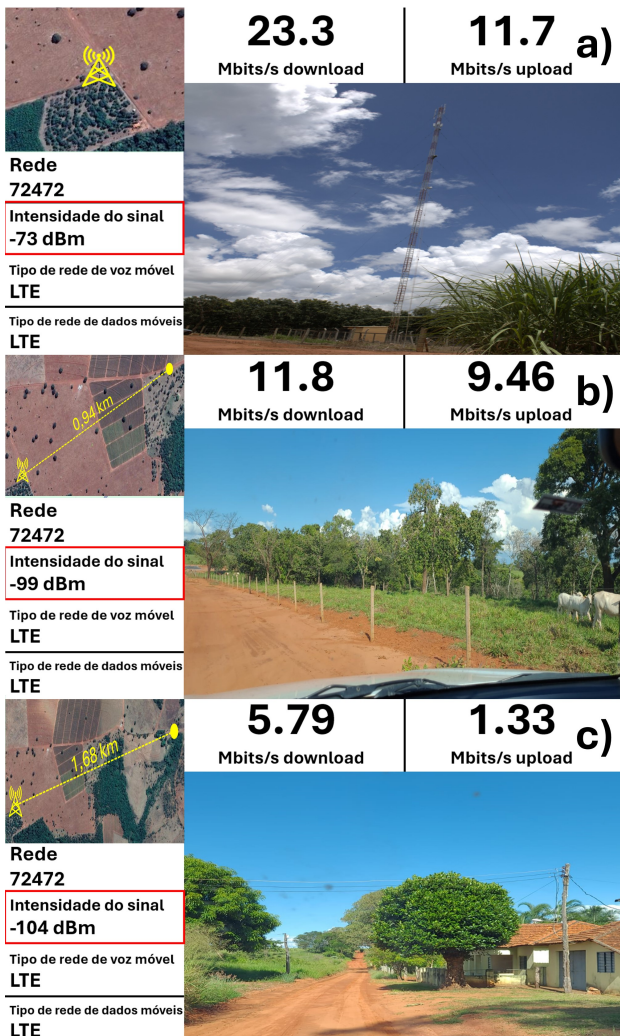 23.3
Mbits/s download
11.7
Mbits/s upload
a)
Rede
72472
Intensidade do sinal
-73 dBm
Tipo de rede de voz móvel
LTE
Tipo de rede de dados móveis
LTE
11.8
Mbits/s download
9.46
Mbits/s upload
b)
0,94 km
Rede
72472
Intensidade do sinal
-99 dBm
Tipo de rede de voz móvel
LTE
Tipo de rede de dados móveis
LTE
5.79
Mbits/s download
1.33
Mbits/s upload
c)
1,68 km
Rede
72472
Intensidade do sinal
-104 dBm
Tipo de rede de voz móvel
LTE
Tipo de rede de dados móveis
LTE